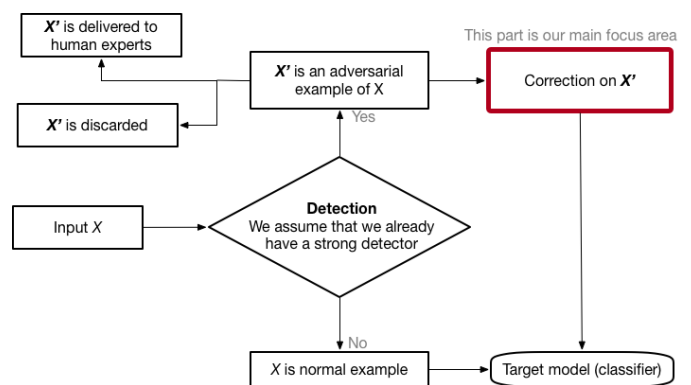 X' is delivered to
human experts
This part is our main focus area
X' is an adversarial
example of X
Correction on X'
X' is discarded
Yes
Input X
Detection
We assume that we already
have a strong detector
No
X is normal example
Target model (classifier)